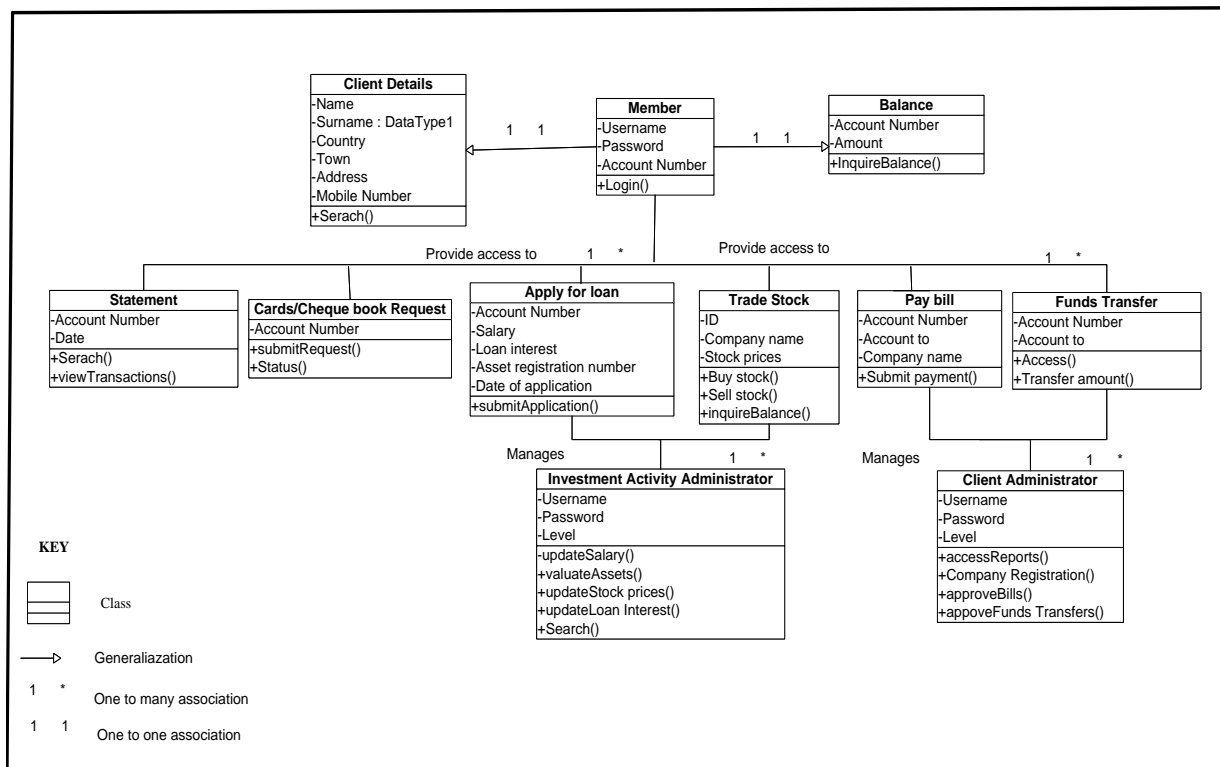 Client Details
-Name
-Surname : DataType1
-Country
-Town
-Address
-Mobile Number
+Serach()
1 1
Member
-Username
-Password
-Account Number
+Login()
1 1
Balance
-Account Number
-Amount
+InquireBalance()
Provide access to
1 *
Provide access to
1 *
Statement
-Account Number
-Date
+Serach()
+viewTransactions()
Cards/Cheque book Request
-Account Number
+submitRequest()
+Status()
Apply for loan
-Account Number
-Salary
-Loan interest
-Asset registration number
-Date of application
+submitApplication()
Trade Stock
-ID
-Company name
-Stock prices
+Buy stock()
+Sell stock()
+inquireBalance()
Pay bill
-Account Number
-Account to
-Company name
+Submit payment()
Funds Transfer
-Account Number
-Account to
+Access()
+Transfer amount()
Manages
1 *
Investment Activity Administrator
-Username
-Password
-Level
-updateSalary()
+valuateAssets()
+updateStock prices()
+updateLoan Interest()
+Search()
Manages
1 *
Client Administrator
-Username
-Password
-Level
+accessReports()
+Company Registration()
+approveBills()
+appoveFunds Transfers()
KEY
Class
Generaliazation
1 * One to many association
1 1 One to one association